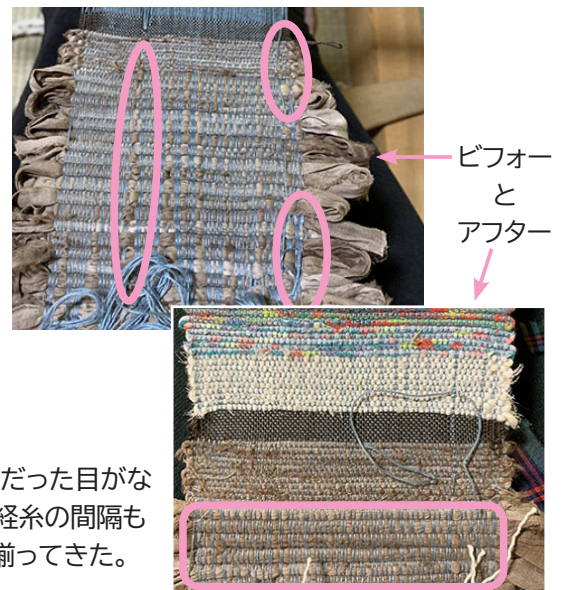 ビフォー
と
アフター
だった目がな
経糸の間隔も
揃ってきた。